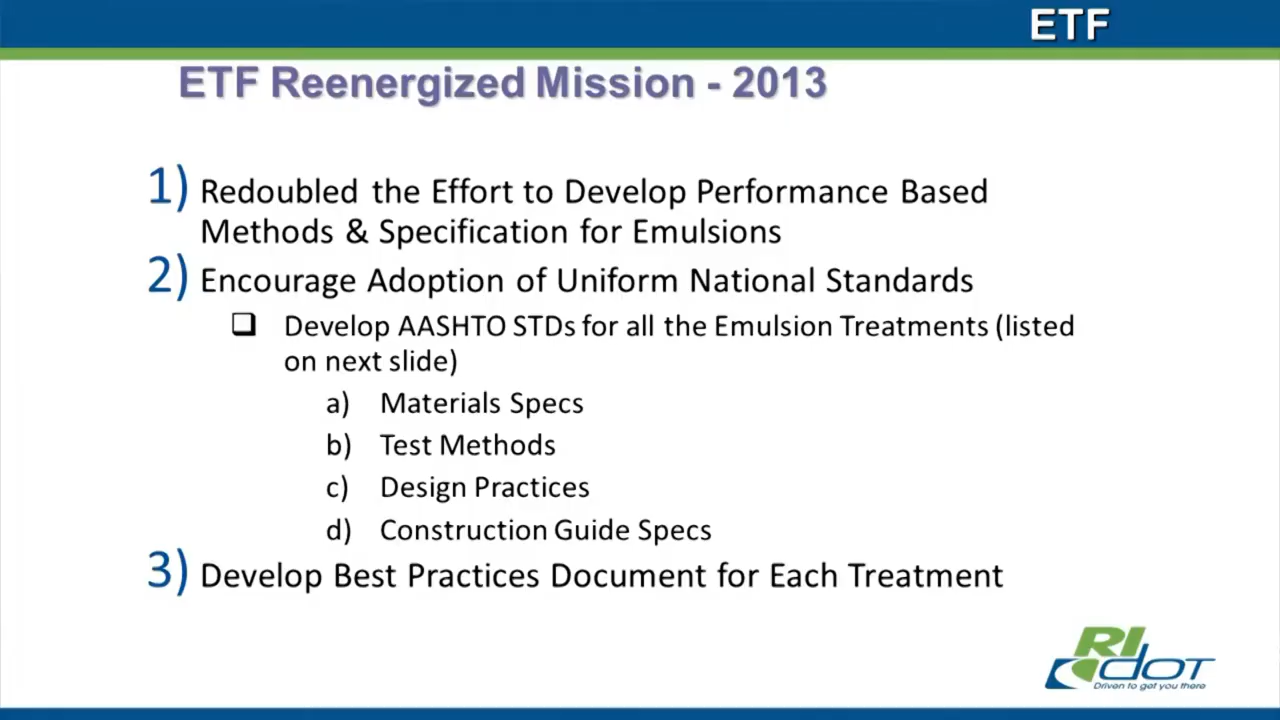 ETF
ETF Reenergized Mission - 2013
1) Redoubled the Effort to Develop Performance Based
Methods & Specification for Emulsions
2) Encourage Adoption of Uniform National Standards
❑ Develop AASHTO STDs for all the Emulsion Treatments (listed
on next slide)
a) Materials Specs
b) Test Methods
c) Design Practices
d) Construction Guide Specs
3) Develop Best Practices Document for Each Treatment
RI
DOT
Driven to get you there